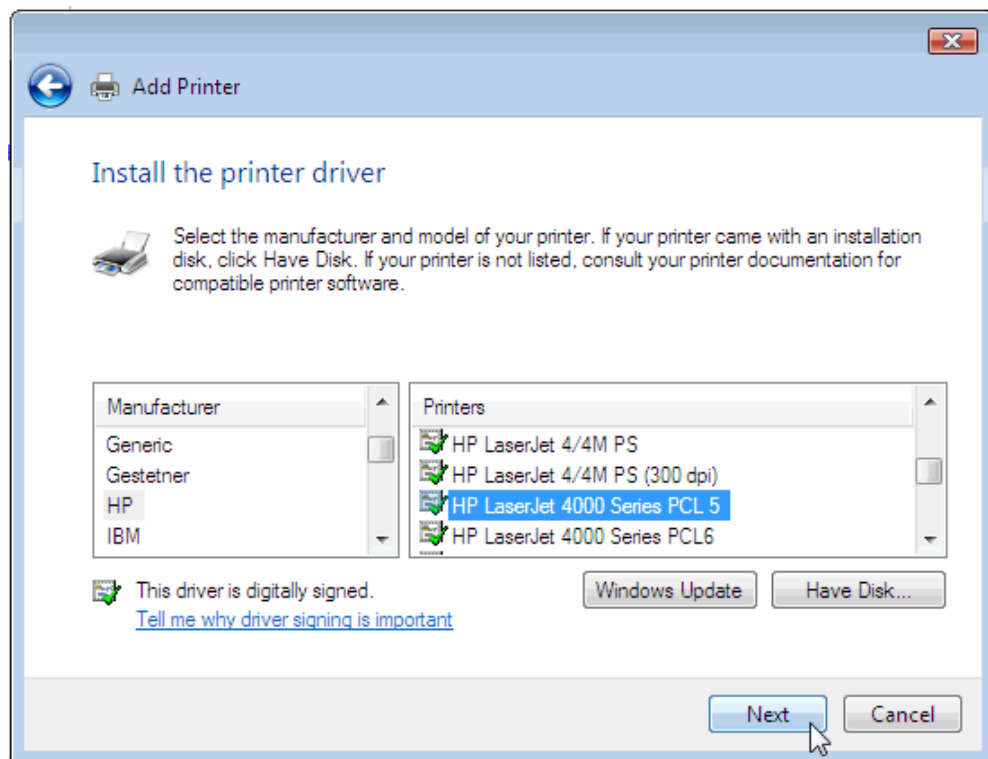 Add Printer
Install the printer driver
Select the manufacturer and model of your printer. If your printer came with an installation
disk, click Have Disk. If your printer is not listed, consult your printer documentation for
compatible printer software.
Manufacturer
Generic
Gestetner
HP
IBM
Printers
HP LaserJet 4/4M PS
HP LaserJet 4/4M PS (300 dpi)
HP LaserJet 4000 Series PCL 5
HP LaserJet 4000 Series PCL6
This driver is digitally signed.
Tell me why driver signing is important
Windows Update
Have Disk...
Next
Cancel